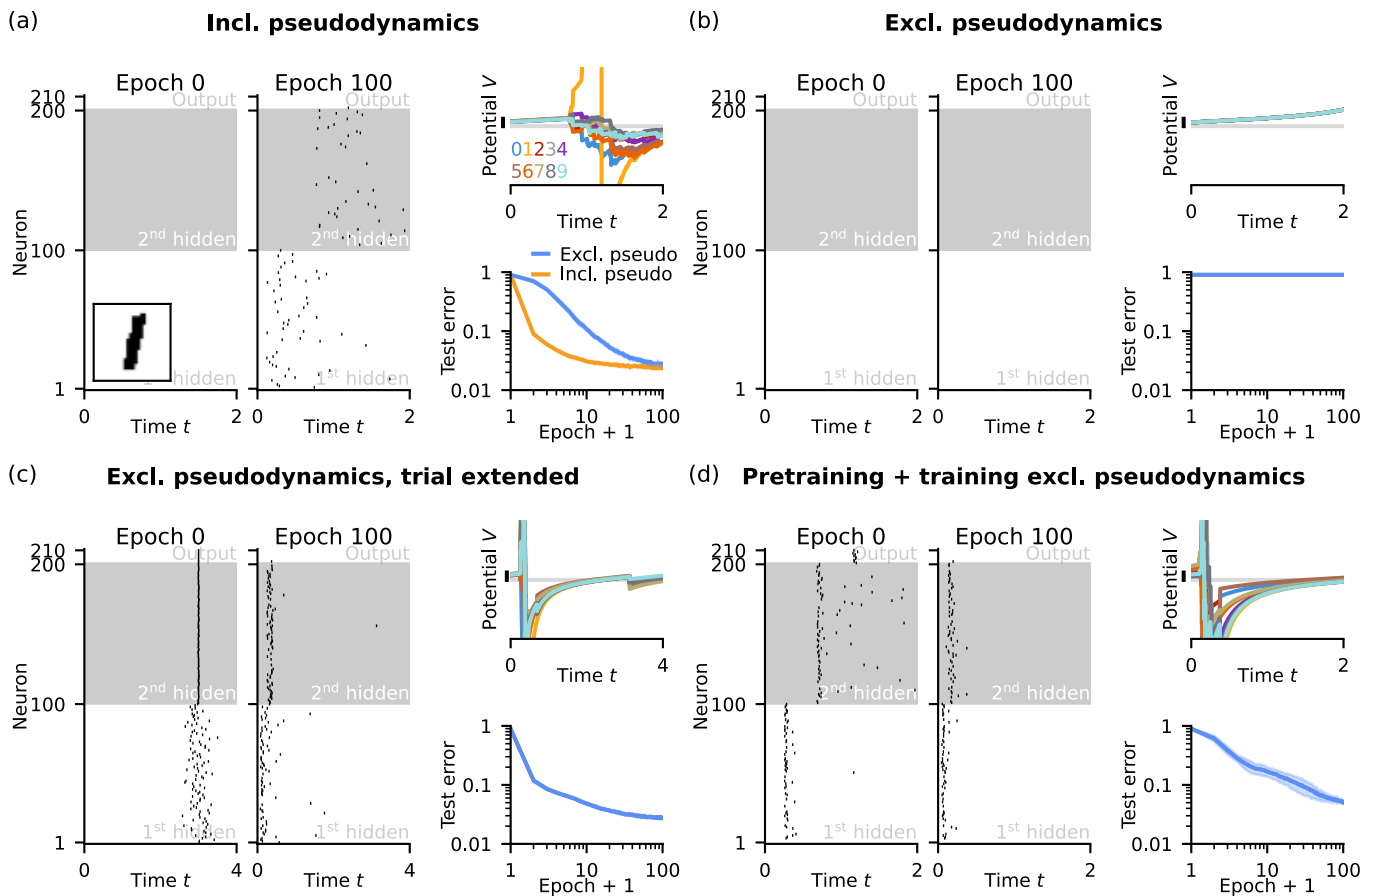 (a)
Incl. pseudodynamics
Epoch 0
Epoch 100
210
200
100
1
Neuron
Output
2nd hidden
1st hidden
0
2
Time t
Output
2nd hidden
1st hidden
0
2
Time t
Potential V
01234
56789
0
2
Time t
Excl. pseudo
Incl. pseudo
Test error
1
0.1
0.01
1
10
100
Epoch + 1
(b)
Excl. pseudodynamics
Epoch 0
Epoch 100
210
200
100
1
Neuron
Output
2nd hidden
1st hidden
0
2
Time t
Output
2nd hidden
1st hidden
0
2
Time t
Potential V
0
2
Time t
Test error
1
0.1
0.01
1
10
100
Epoch + 1
(c)
Excl. pseudodynamics, trial extended
Epoch 0
Epoch 100
210
200
100
1
Neuron
Output
2nd hidden
1st hidden
0
4
Time t
Output
2nd hidden
1st hidden
0
4
Time t
Potential V
0
4
Time t
Test error
1
0.1
0.01
1
10
100
Epoch + 1
(d)
Pretraining + training excl. pseudodynamics
Epoch 0
Epoch 100
210
200
100
1
Neuron
Output
2nd hidden
1st hidden
0
2
Time t
Output
2nd hidden
1st hidden
0
2
Time t
Potential V
0
2
Time t
Test error
1
0.1
0.01
1
10
100
Epoch + 1